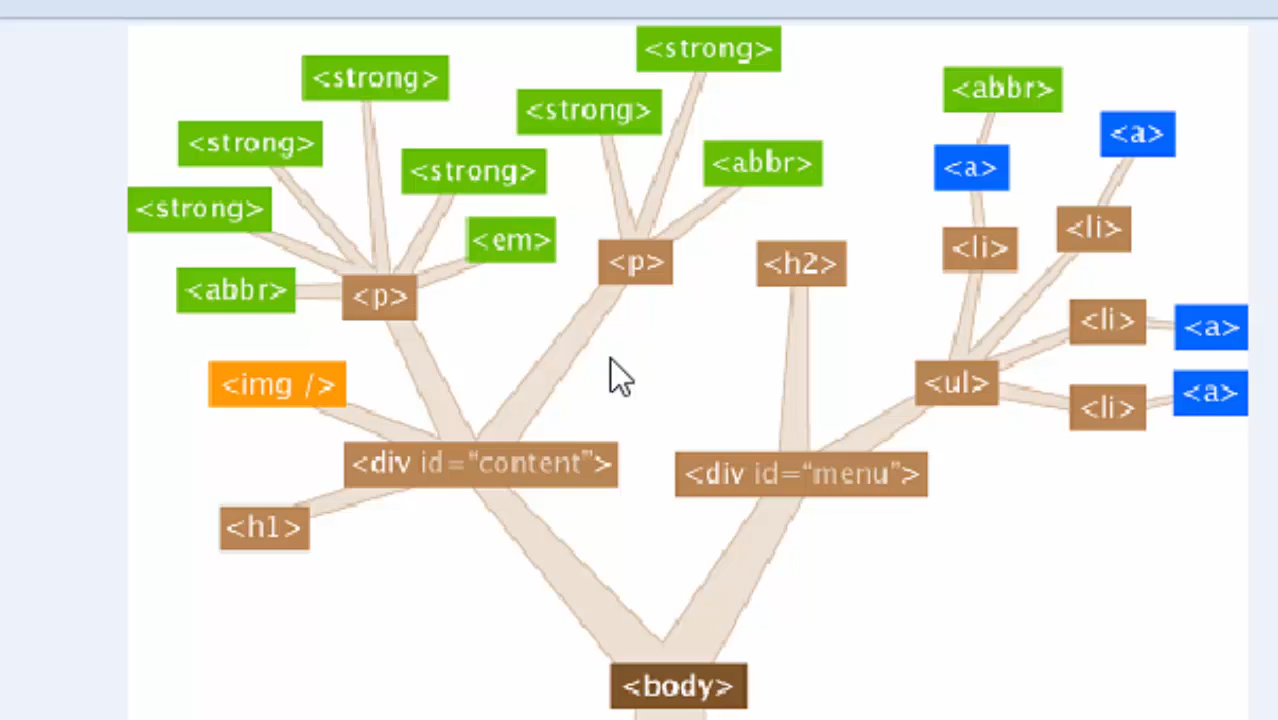 <strong>
<strong>
<abbr>
<strong>
<a>
<strong>
<abbr>
<strong>
<a>
<strong>
<li>
<em>
<li>
<p>
<h2>
<abbr>
<p>
<li>
<a>
<img />
<ul>
<a>
<li>
<div id="content">
<div id="menu">
<h1>
<body>